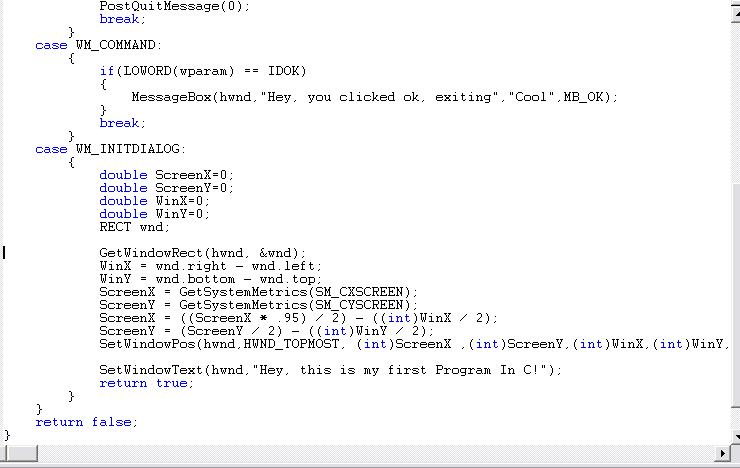 PostQuitMessage(0);
break;
}
case WM_COMMAND:
{
if(LOWORD(wparam) == IDOK)
{
MessageBox(hwnd,"Hey, you clicked ok, exiting","Cool",MB_OK);
}
break;
}
case WM_INITDIALOG:
{
double ScreenX=0;
double ScreenY=0;
double WinX=0;
double WinY=0;
RECT wnd;
GetWindowRect(hwnd, &wnd);
WinX = wnd.right - wnd.left;
WinY = wnd.bottom - wnd.top;
ScreenX = GetSystemMetrics(SM_CXSCREEN);
ScreenY = GetSystemMetrics(SM_CYSCREEN);
ScreenX = ((ScreenX * .95) / 2) - ((int)WinX / 2);
ScreenY = (ScreenY / 2) - ((int)WinY / 2);
SetWindowPos(hwnd,HWND_TOPMOST, (int)ScreenX ,(int)ScreenY,(int)WinX,(int)WinY,
SetWindowText(hwnd,"Hey, this is my first Program In C!");
return true;
}
}
return false;
}